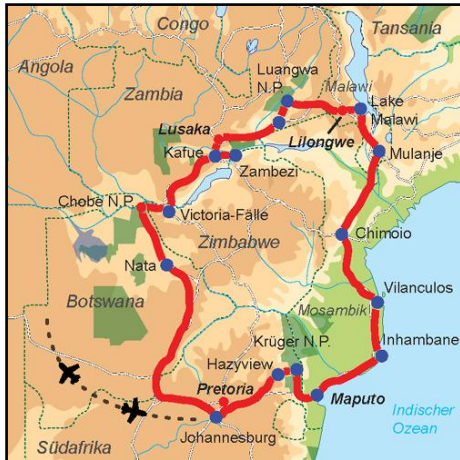 Congo
Tansania
Angola
Luangwa
N.P.
Malawi
Zambia
Lake
Malawi
Lusaka
Lilongwe
Kafue
Mulanje
Zambezi
Chobe N.P.
Victoria-Fälle
Chimoio
Zimbabwe
Nata
Vilanculos
Botswana
Mosambik
Krüger N.P.
Inhambane
Hazyview
Pretoria
Maputo
Indischer
Ozean
Johannesburg
Südafrika